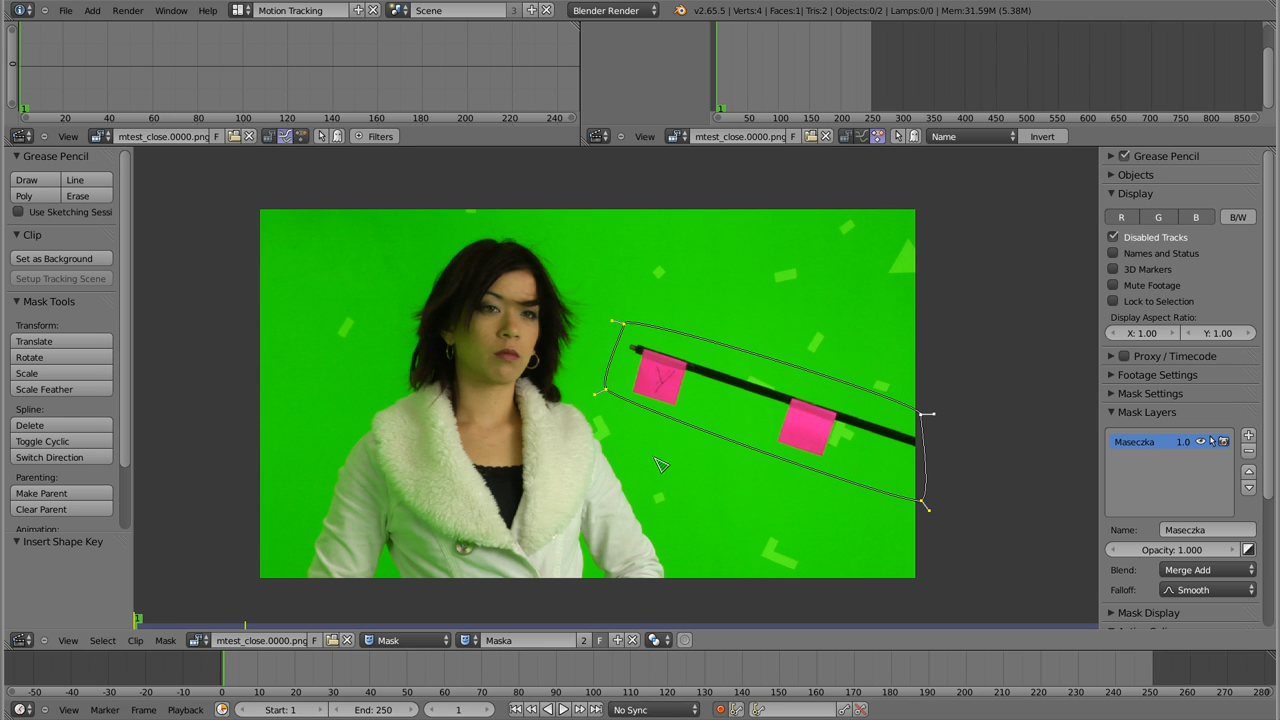 File Add Render Window Help Motion Tracking Scene 3 Blender Render v2.65.5 | Verts:4 | Faces:1| Tris:2 | Objects:0/2 | Lamps:0/0 | Mem:31.59M (5.38M)
0
1
1
20 40 60 80 100 120 140 160 180 200 220 240
50 100 150 200 250 300 350 400 450 500 550 600 650 700 750 800 850
View mtest_close.0000.png F Filters
View mtest_close.0000.png F Name Invert
Grease Pencil
Draw Line
Poly Erase
Use Sketching Sessi
Clip
Set as Background
Setup Tracking Scene
Mask Tools
Transform:
Translate
Rotate
Scale
Scale Feather
Spline:
Delete
Toggle Cyclic
Switch Direction
Parenting:
Make Parent
Clear Parent
Animation:
Insert Shape Key
Grease Pencil
Objects
Display
R G B B/W
Disabled Tracks
Names and Status
3D Markers
Mute Footage
Lock to Selection
Display Aspect Ratio:
X: 1.00 Y: 1.00
Proxy / Timecode
Footage Settings
Mask Settings
Mask Layers
Maseczka 1.0
Name: Maseczka
Opacity: 1.000
Blend: Merge Add
Falloff: Smooth
Mask Display
1
View Select Clip Mask mtest_close.0000.png F Mask Maska 2 F
-50 -40 -30 -20 -10 0 10 20 30 40 50 60 70 80 90 100 110 120 130 140 150 160 170 180 190 200 210 220 230 240 250 260 270 280
View Marker Frame Playback Start: 1 End: 250 1 No Sync